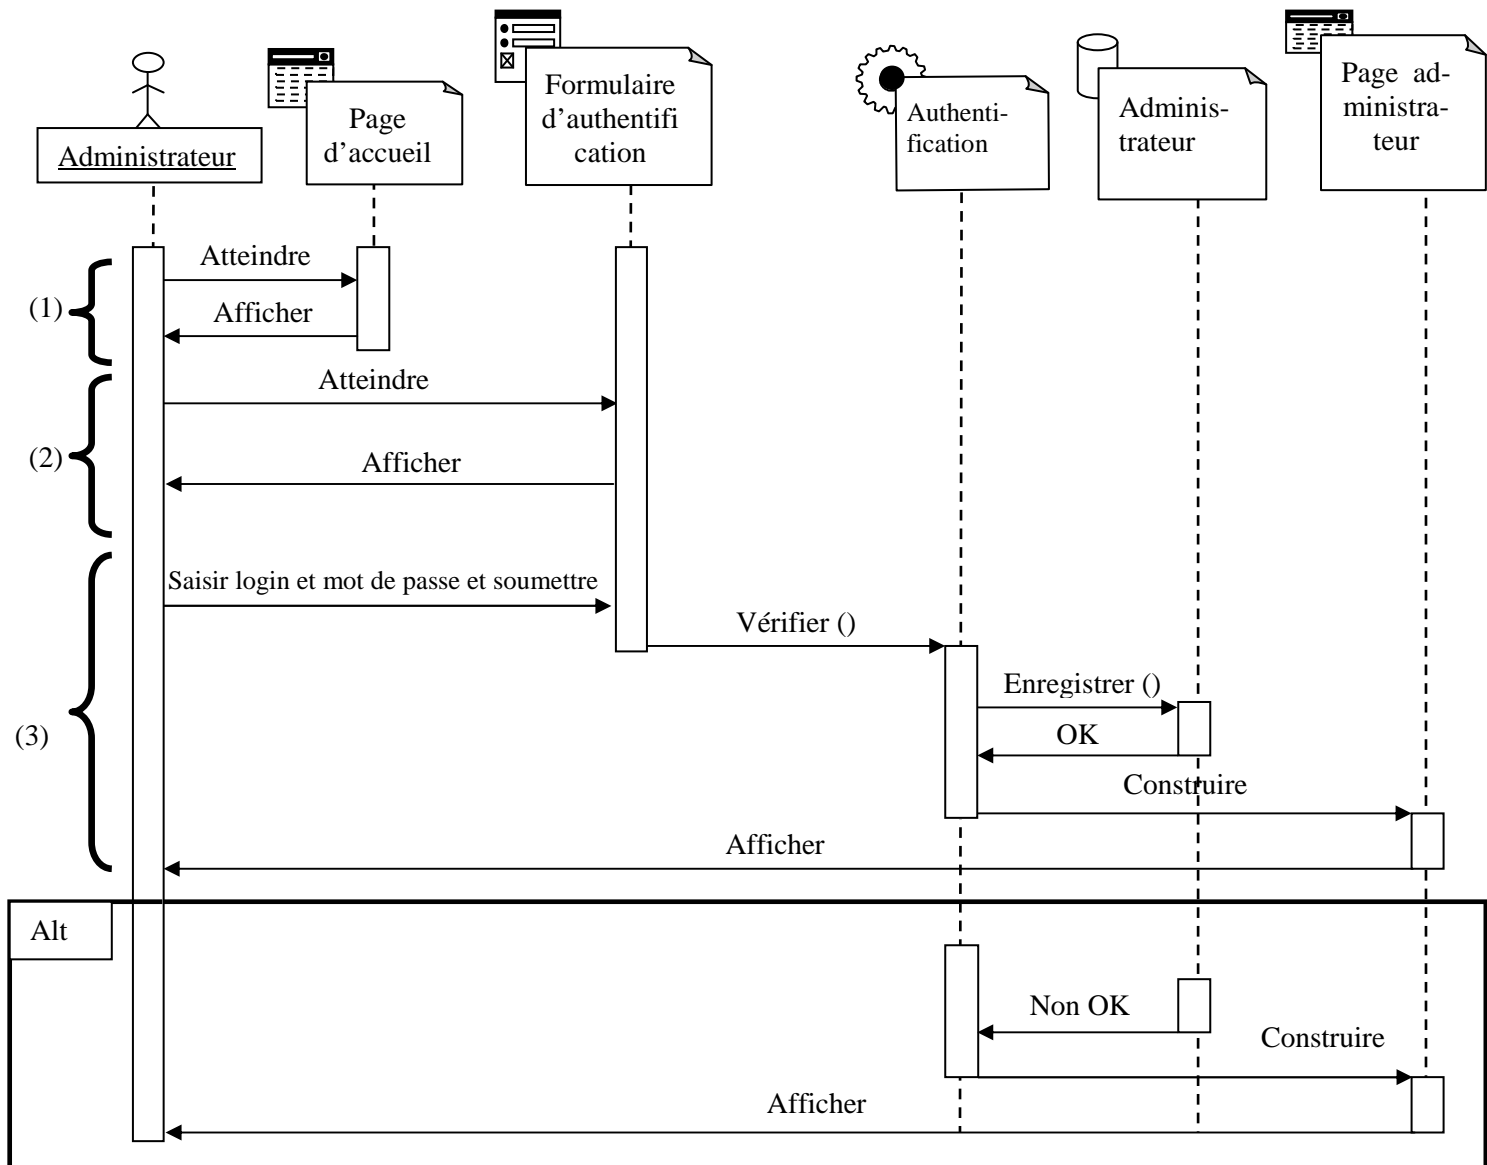 Administrateur
Page
d’accueil
Formulaire
d’authentifi
cation
Authenti-
fication
Adminis-
trateur
Page ad-
ministra-
teur
Atteindre
(1)
Afficher
Atteindre
(2)
Afficher
Saisir login et mot de passe et soumettre
Vérifier ()
Enregistrer ()
(3)
OK
Construire
Afficher
Alt
Non OK
Construire
Afficher